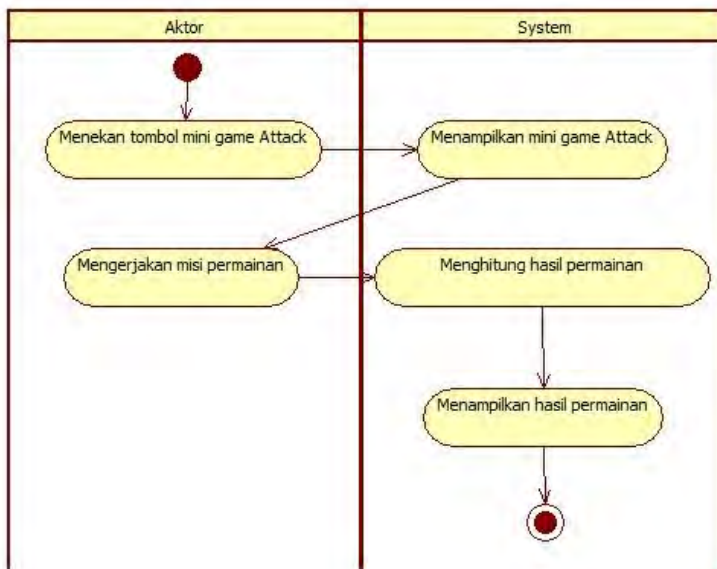 Aktor
System
Menekan tombol mini game Attack
Menampilkan mini game Attack
Mengerjakan misi permainan
Menghitung hasil permainan
Menampilkan hasil permainan